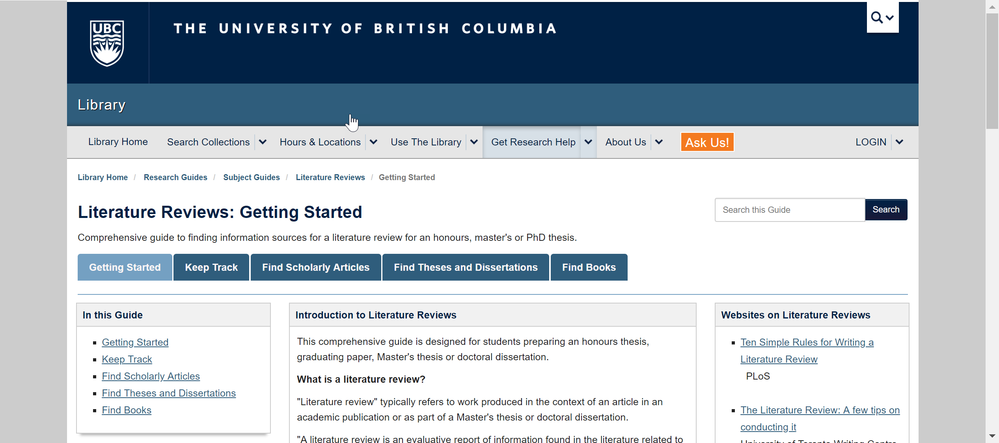 UBC
THE UNIVERSITY OF BRITISH COLUMBIA
Library
Library Home
Search Collections
Hours & Locations
Use The Library
Get Research Help
About Us
Ask Us!
LOGIN
Library Home / Research Guides / Subject Guides / Literature Reviews / Getting Started
Literature Reviews: Getting Started
Search this Guide
Search
Comprehensive guide to finding information sources for a literature review for an honours, master's or PhD thesis.
Getting Started
Keep Track
Find Scholarly Articles
Find Theses and Dissertations
Find Books
In this Guide
Getting Started
Keep Track
Find Scholarly Articles
Find Theses and Dissertations
Find Books
Introduction to Literature Reviews
This comprehensive guide is designed for students preparing an honours thesis,
graduating paper, Master's thesis or doctoral dissertation.
What is a literature review?
"Literature review" typically refers to work produced in the context of an article in an
academic publication or as part of a Master's thesis or doctoral dissertation.
"A literature review is an evaluative report of information found in the literature related to
Websites on Literature Reviews
Ten Simple Rules for Writing a
Literature Review
PLoS
The Literature Review: A few tips on
conducting it
University of Toronto Writing Centre